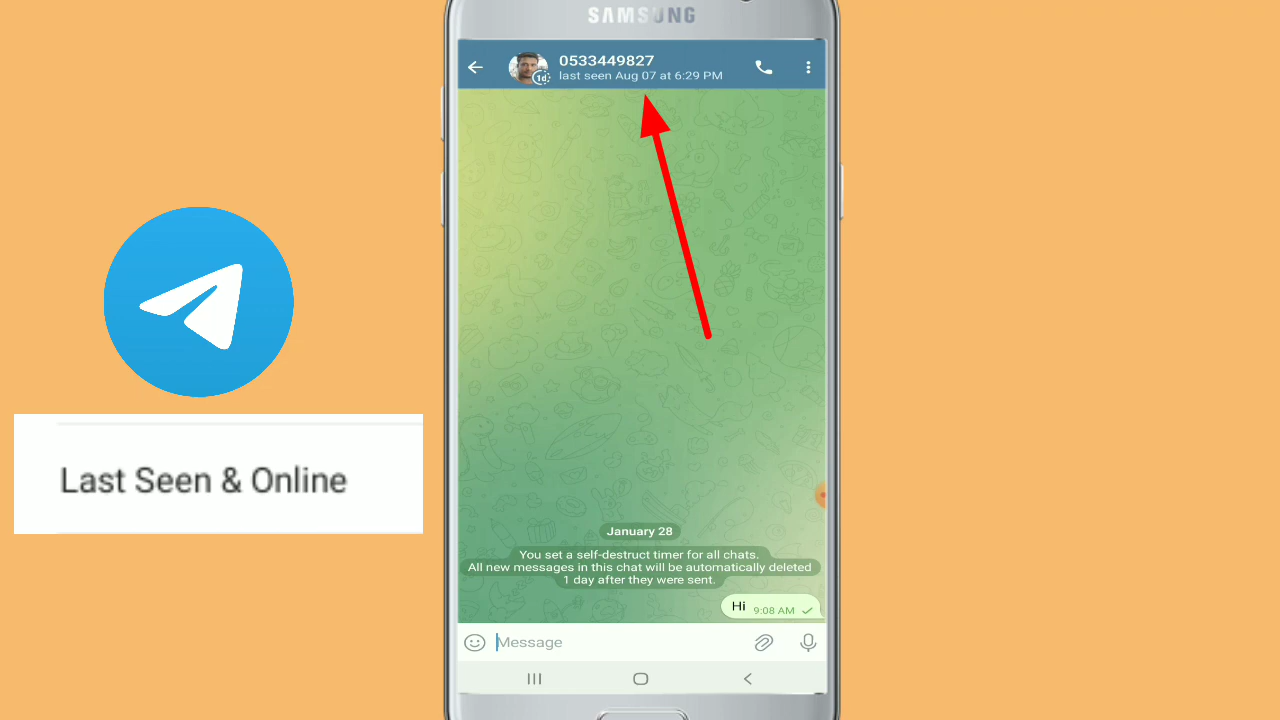 SAMSUNG
0533449827
last seen Aug 07 at 6:29 PM
1d
Last Seen & Online
January 28
You set a self-destruct timer for all chats.
All new messages in this chat will be automatically deleted
1 day after they were sent.
Hi 9:08 AM
Message